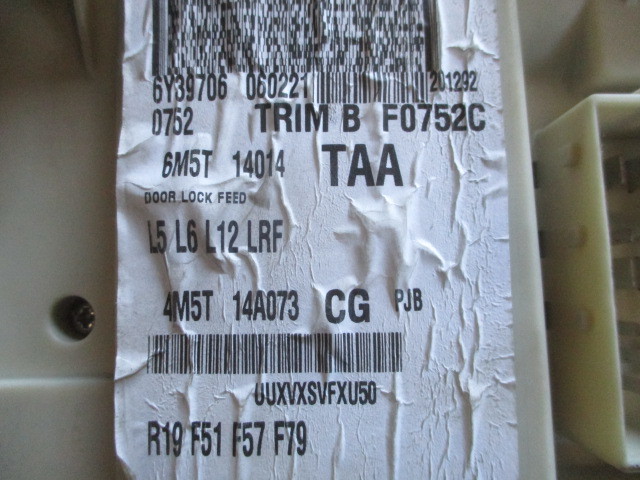 6Y39706 060221 201292
0752 TRIM B F0752C
6M5T 14014 TAA
DOOR LOCK FEED
L5 L6 L12 LRF
4M5T 14A073 CG PJB
UUXVXSVFXU50
R19 F51 F57 F79